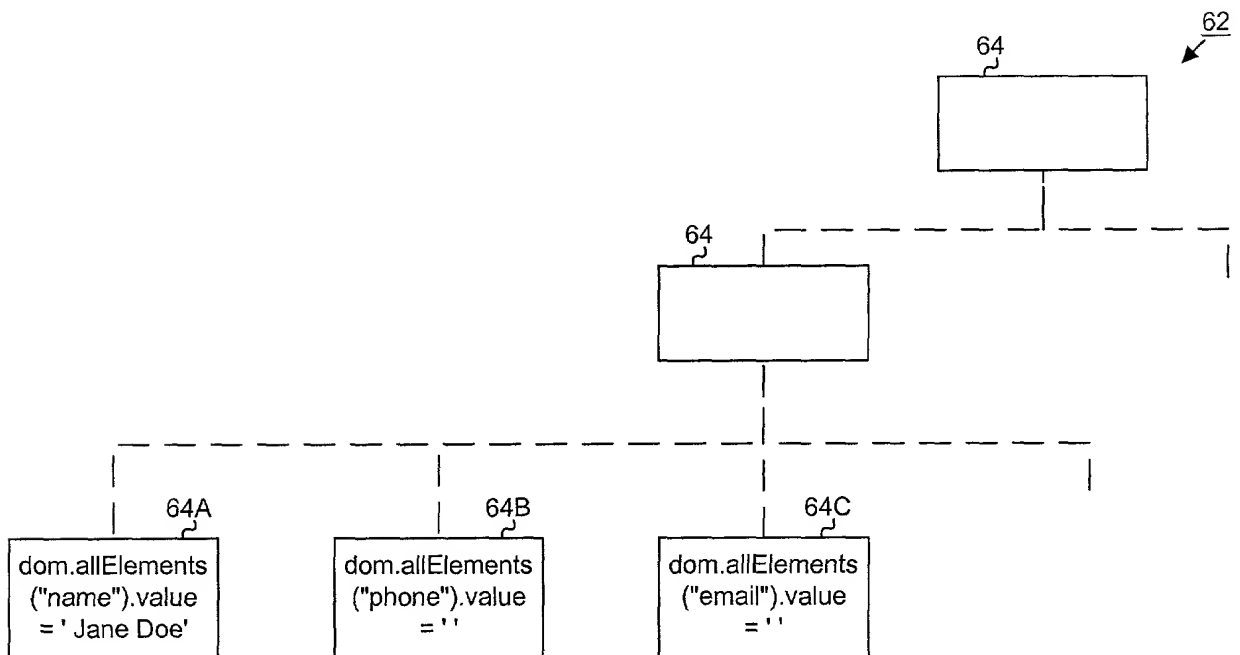 62
64
64
64A
64B
64C
dom.allElements
("name").value
= ' Jane Doe'
dom.allElements
("phone").value
= ' '
dom.allElements
("email").value
= ' '